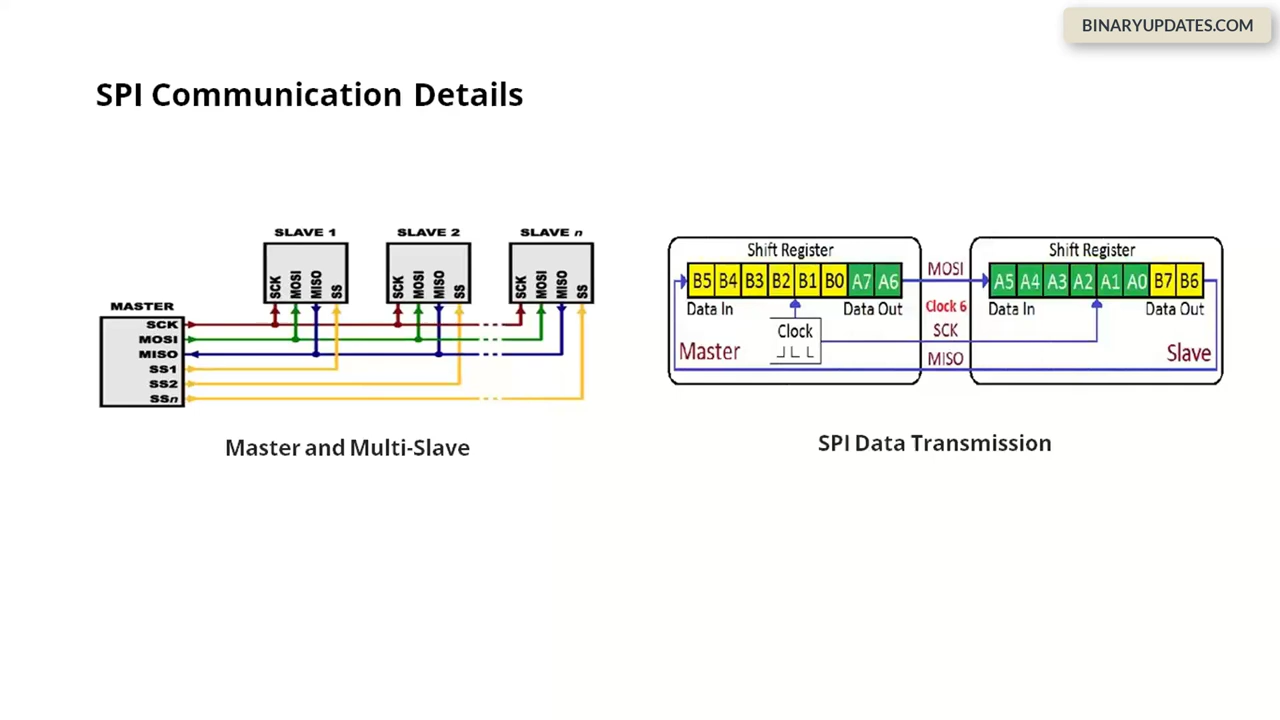 BINARYUPDATES.COM
SPI Communication Details
SLAVE 1 SLAVE 2 SLAVE n
SCK MOSI MISO SS SCK MOSI MISO SS SCK MOSI MISO SS
MASTER
SCK
MOSI
MISO
SS1
SS2
SSn
Master and Multi-Slave
Shift Register
B5 B4 B3 B2 B1 B0 A7 A6
Data In Data Out
Clock
Master
MOSI
Clock 6
SCK
MISO
Shift Register
A5 A4 A3 A2 A1 A0 B7 B6
Data In Data Out
Slave
SPI Data Transmission